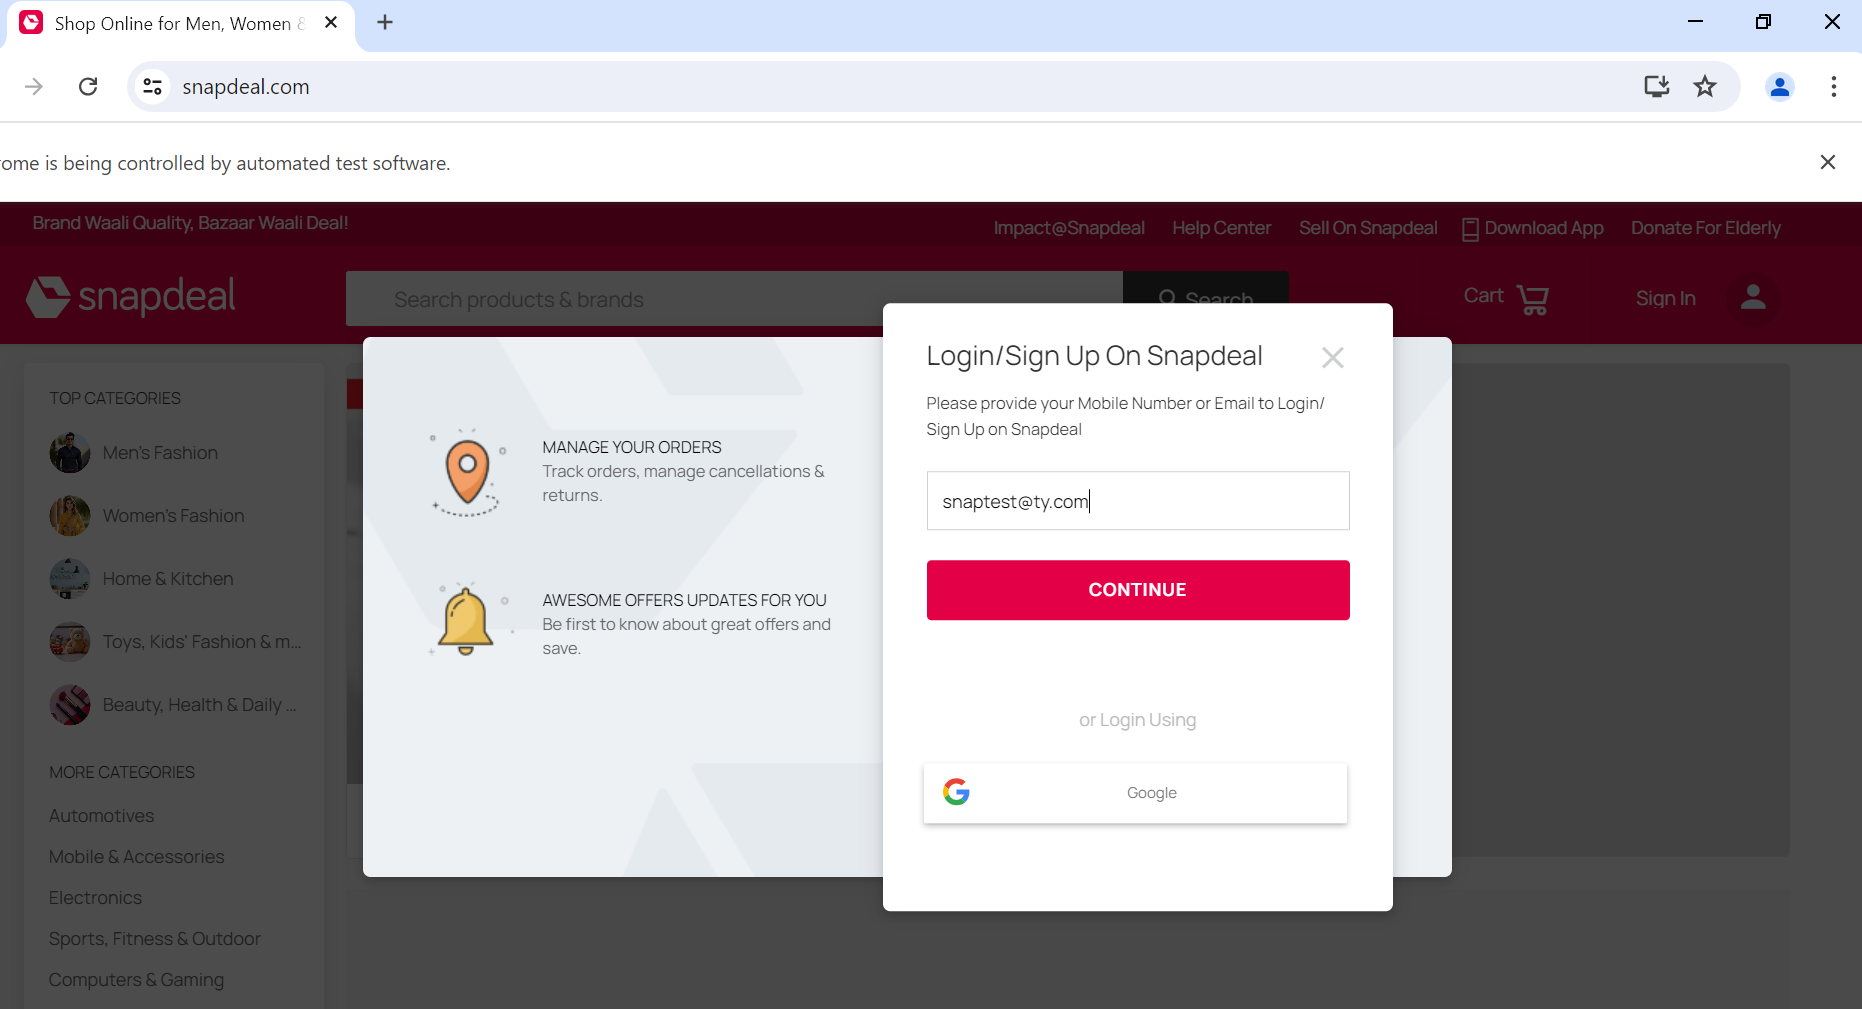 Shop Online for Men, Women &
snapdeal.com
ome is being controlled by automated test software.
Brand Waali Quality, Bazaar Waali Deal!
Impact@Snapdeal Help Center Sell On Snapdeal Download App Donate For Elderly
snapdeal
Search products & brands
Search
Cart
Sign In
TOP CATEGORIES
Men's Fashion
Women's Fashion
Home & Kitchen
Toys, Kids' Fashion & m...
Beauty, Health & Daily ...
MORE CATEGORIES
Automotives
Mobile & Accessories
Electronics
Sports, Fitness & Outdoor
Computers & Gaming
MANAGE YOUR ORDERS
Track orders, manage cancellations &
returns.
AWESOME OFFERS UPDATES FOR YOU
Be first to know about great offers and
save.
Login/Sign Up On Snapdeal
Please provide your Mobile Number or Email to Login/
Sign Up on Snapdeal
snaptest@ty.com
CONTINUE
or Login Using
Google